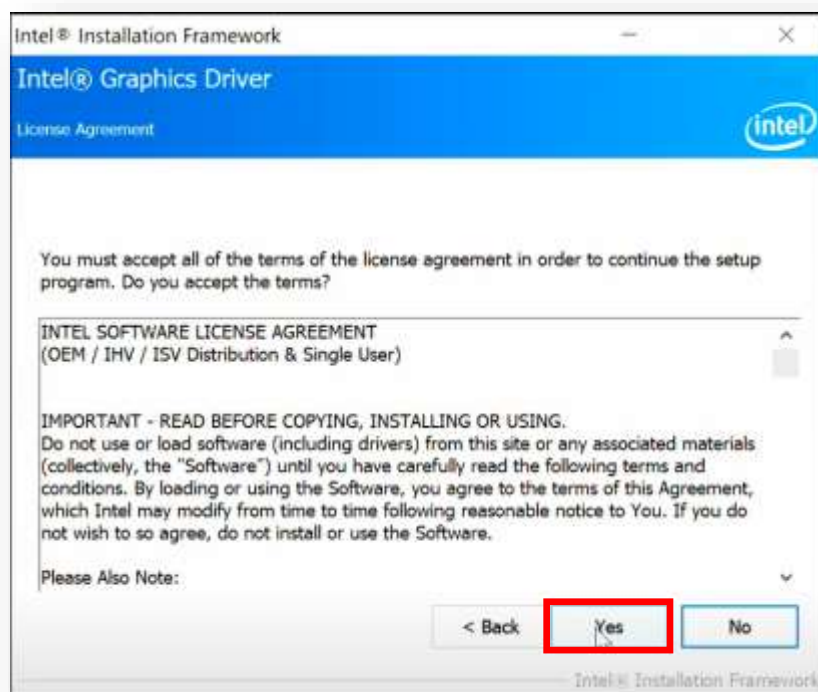 Intel® Installation Framework
Intel® Graphics Driver
License Agreement
intel
You must accept all of the terms of the license agreement in order to continue the setup
program. Do you accept the terms?
INTEL SOFTWARE LICENSE AGREEMENT
(OEM / IHV / ISV Distribution & Single User)
IMPORTANT - READ BEFORE COPYING, INSTALLING OR USING.
Do not use or load software (including drivers) from this site or any associated materials
(collectively, the "Software") until you have carefully read the following terms and
conditions. By loading or using the Software, you agree to the terms of this Agreement,
which Intel may modify from time to time following reasonable notice to You. If you do
not wish to so agree, do not install or use the Software.
Please Also Note:
< Back Yes No
Intel® Installation Framework